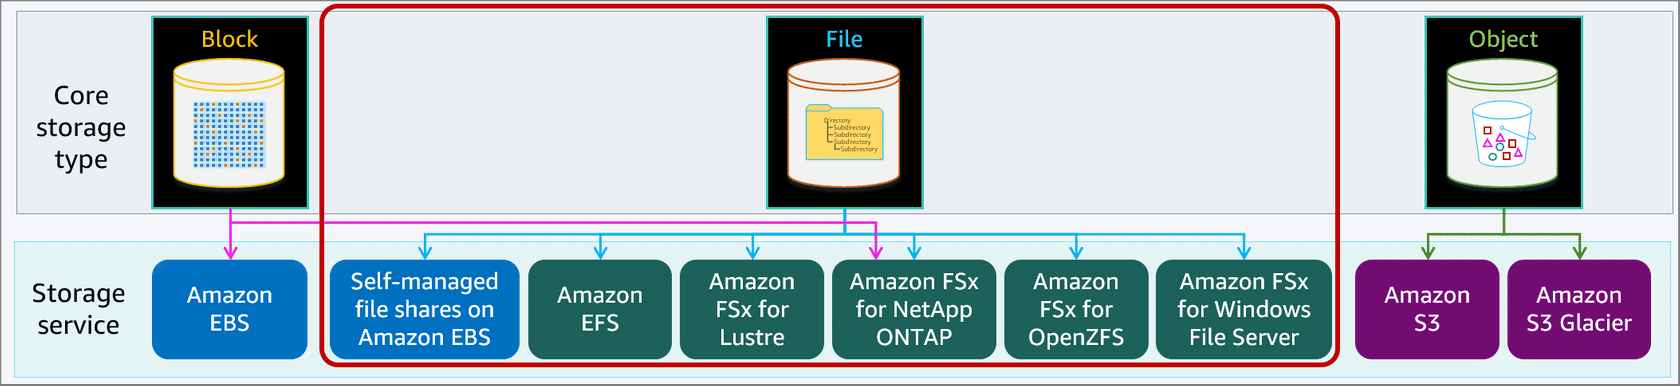 Block
File
Object
Core
storage
type
Directory
Subdirectory
Subdirectory
Subdirectory
Subdirectory
Storage
service
Amazon
EBS
Self-managed
file shares on
Amazon EBS
Amazon
EFS
Amazon
FSx for
Lustre
Amazon FSx
for NetApp
ONTAP
Amazon
FSx for
OpenZFS
Amazon FSx
for Windows
File Server
Amazon
S3
Amazon
S3 Glacier